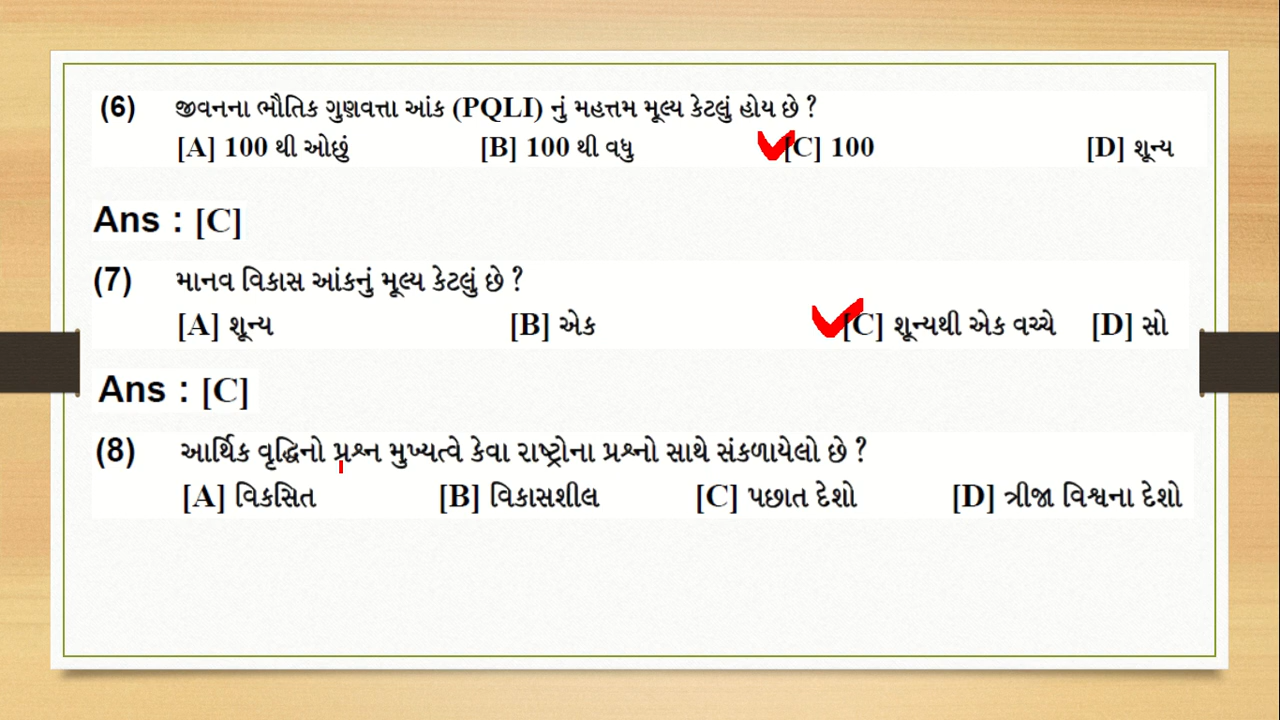 (6) જીવનના ભૌતિક ગુણવત્તા આંક (PQLI) નું મહત્તમ મૂલ્ય કેટલું હોય છે ?
[A] 100 થી ઓછું [B] 100 થી વધુ [C] 100 [D] શૂન્ય
Ans : [C]
(7) માનવ વિકાસ આંકનું મૂલ્ય કેટલું છે ?
[A] શૂન્ય [B] એક [C] શૂન્યથી એક વચ્ચે [D] સો
Ans : [C]
(8) આર્થિક વૃદ્ધિનો પ્રશ્ન મુખ્યત્વે કેવા રાષ્ટ્રોના પ્રશ્નો સાથે સંકળાયેલો છે ?
[A] વિકસિત [B] વિકાસશીલ [C] પછાત દેશો [D] ત્રીજા વિશ્વના દેશો